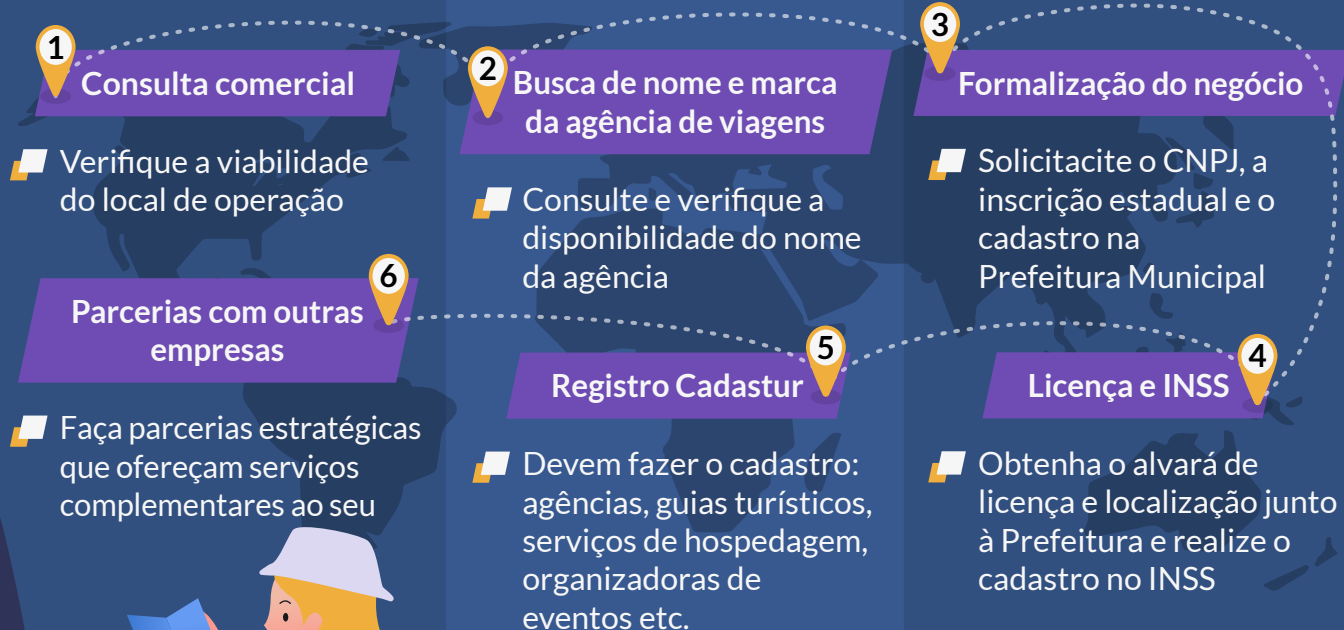 1
Consulta comercial
Verifique a viabilidade
do local de operação
2
Busca de nome e marca
da agência de viagens
Consulte e verifique a
disponibilidade do nome
da agência
3
Formalização do negócio
Solicitacite o CNPJ, a
inscrição estadual e o
cadastro na
Prefeitura Municipal
4
Licença e INSS
Obtenha o alvará de
licença e localização junto
à Prefeitura e realize o
cadastro no INSS
5
Registro Cadastur
Devem fazer o cadastro:
agências, guias turísticos,
serviços de hospedagem,
organizadoras de
eventos etc.
6
Parcerias com outras
empresas
Faça parcerias estratégicas
que ofereçam serviços
complementares ao seu